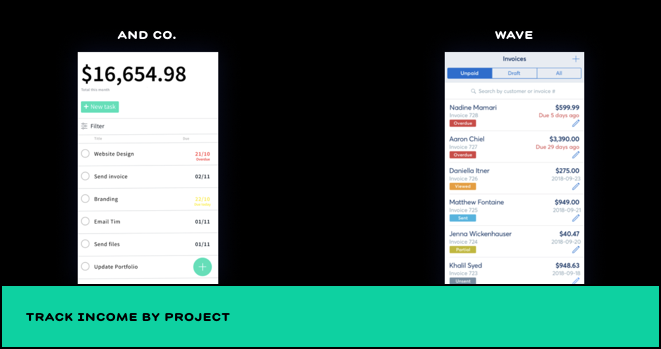 AND CO.
WAVE
$16,654.98
Total this month
+ New task
Filter
Title Due
Website Design 21/10
Overdue
Send invoice 02/11
Branding
Email Tim 01/11
Send files 01/11
Update Portfolio
Invoices
Unpaid Draft All
Search by customer or invoice #
Nadine Mamari $599.99
Invoice 728 Due 5 days ago
Overdue
Aaron Chiel $3,390.00
Invoice 727 Due 29 days ago
Overdue
Daniella Itner $275.00
Invoice 726 2018-09-23
Viewed
Matthew Fontaine $949.00
Invoice 725 2018-09-21
Sent
Jenna Wickenhauser $40.47
Invoice 724 2018-09-20
Partial
Khalil Syed $948.63
Invoice 723 2018-09-18
Unsent
TRACK INCOME BY PROJECT